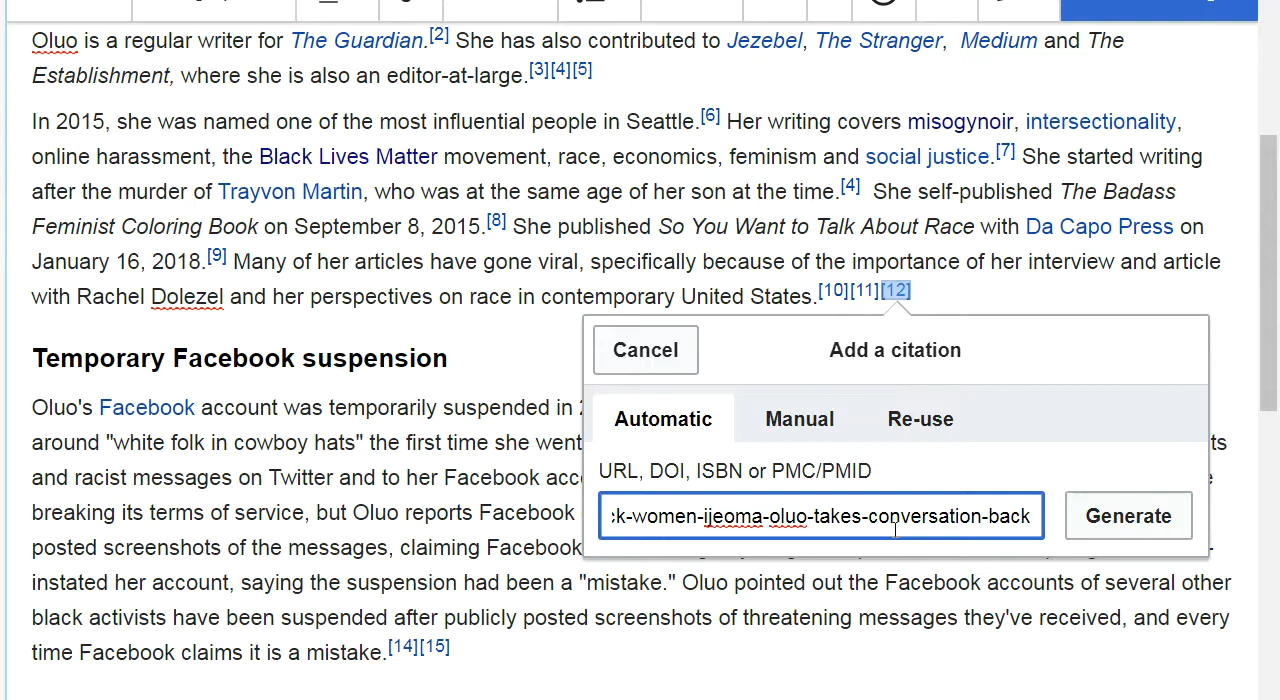 Oluo is a regular writer for The Guardian.[2] She has also contributed to Jezebel, The Stranger, Medium and The
Establishment, where she is also an editor-at-large.[3][4][5]
In 2015, she was named one of the most influential people in Seattle.[6] Her writing covers misogynoir, intersectionality,
online harassment, the Black Lives Matter movement, race, economics, feminism and social justice.[7] She started writing
after the murder of Trayvon Martin, who was at the same age of her son at the time.[4] She self-published The Badass
Feminist Coloring Book on September 8, 2015.[8] She published So You Want to Talk About Race with Da Capo Press on
January 16, 2018.[9] Many of her articles have gone viral, specifically because of the importance of her interview and article
with Rachel Dolezel and her perspectives on race in contemporary United States.[10][11][12]
Cancel Add a citation
Temporary Facebook suspension
Automatic Manual Re-use
Oluo's Facebook account was temporarily suspended in
around "white folk in cowboy hats" the first time she went
URL, DOI, ISBN or PMC/PMID
and racist messages on Twitter and to her Facebook
breaking its terms of service, but Oluo reports Facebook
k-women-ijeoma-oluo-takes-conversation-back Generate
posted screenshots of the messages, claiming Facebook
instated her account, saying the suspension had been a "mistake." Oluo pointed out the Facebook accounts of several other
black activists have been suspended after publicly posted screenshots of threatening messages they've received, and every
time Facebook claims it is a mistake.[14][15]